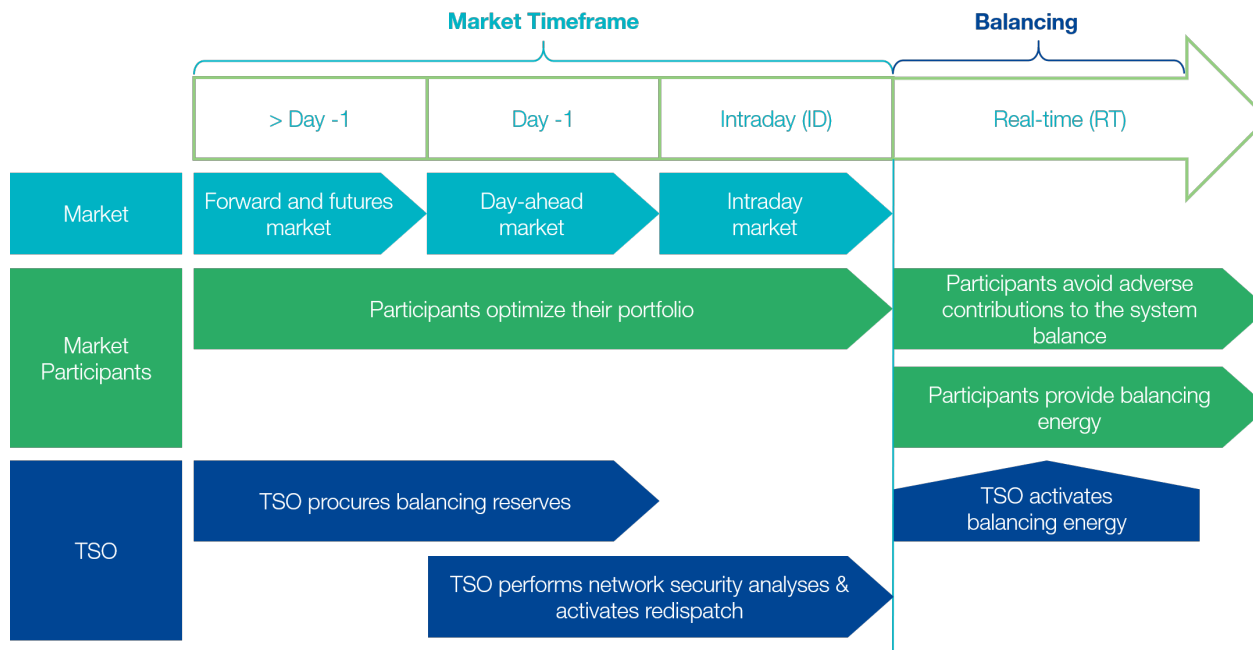 Market Timeframe
Balancing
> Day -1
Day -1
Intraday (ID)
Real-time (RT)
Market
Forward and futures
market
Day-ahead
market
Intraday
market
Market
Participants
Participants optimize their portfolio
Participants avoid adverse
contributions to the system
balance
Participants provide balancing
energy
TSO
TSO procures balancing reserves
TSO activates
balancing energy
TSO performs network security analyses &
activates redispatch